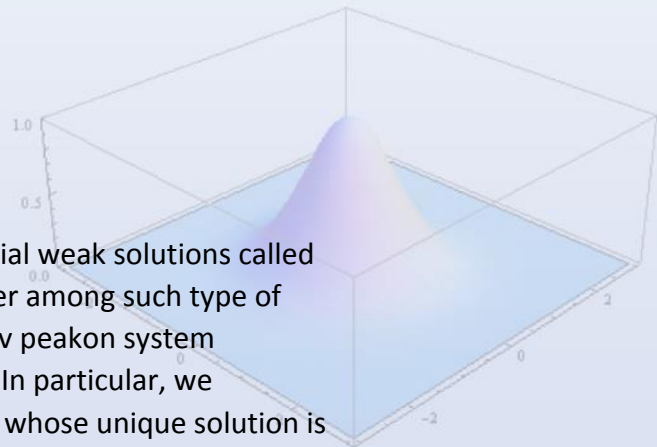 1.0
0.5
ial weak solutions called
0.0
er among such type of
2
v peakon system
0
0
In particular, we
-2
whose unique solution is